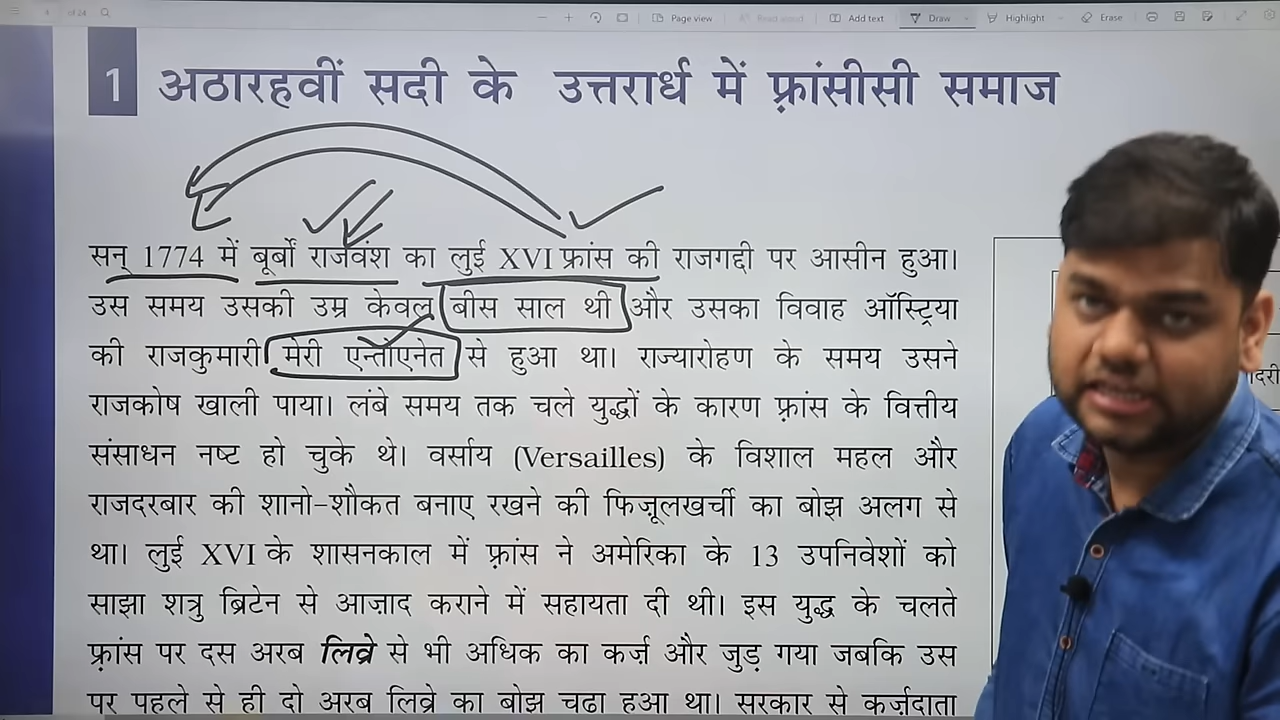 of 24
Page view
Read aloud
Add text
Draw
Highlight
Erase
1 अठारहवीं सदी के उत्तरार्ध में फ़्रांसीसी समाज
सन् 1774 में बूर्बों राजवंश का लुई XVI फ्रांस की राजगद्दी पर आसीन हुआ।
उस समय उसकी उम्र केवल बीस साल थी और उसका विवाह ऑस्ट्रिया
की राजकुमारी मेरी एन्तोएनेत से हुआ था। राज्यारोहण के समय उसने
राजकोष खाली पाया। लंबे समय तक चले युद्धों के कारण फ़्रांस के वित्तीय
संसाधन नष्ट हो चुके थे। वर्साय (Versailles) के विशाल महल और
राजदरबार की शानो-शौकत बनाए रखने की फिजूलखर्ची का बोझ अलग से
था। लुई XVI के शासनकाल में फ़्रांस ने अमेरिका के 13 उपनिवेशों को
साझा शत्रु ब्रिटेन से आज़ाद कराने में सहायता दी थी। इस युद्ध के चलते
फ़्रांस पर दस अरब लिव्रे से भी अधिक का कर्ज़ और जुड़ गया जबकि उस
पर पहले से ही दो अरब लिव्रे का बोझ चढ़ा हुआ था। सरकार से कर्ज़दाता